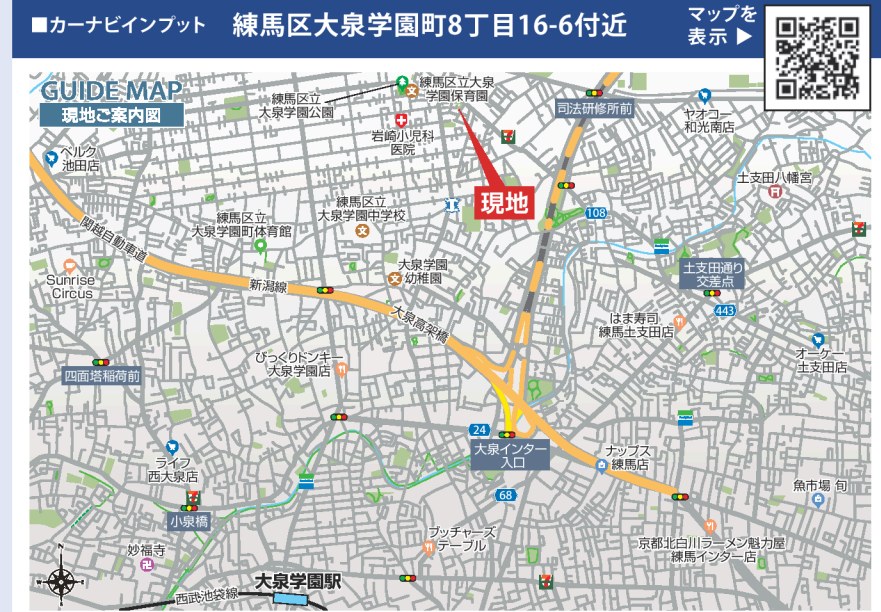 ■カーナビインプット 練馬区大泉学園町8丁目16-6付近
マップを
表示 ▶
GUIDE MAP
現地ご案内図
練馬区立
大泉学園公園
練馬区立大泉
学園保育園
岩崎小児科
医院
司法研修所前
ヤオコー
和光南店
ベルク
池田店
現地
土支田八幡宮
練馬区立
大泉学園中学校
練馬区立
大泉学園町体育館
108
関越自動車道
Sunrise
Circus
新潟線
大泉学園
幼稚園
土支田通り
交差点
大泉高架橋
443
はま寿司
練馬土支田店
オーケー
土支田店
びっくりドンキー
大泉学園店
四面塔稲荷前
24
大泉インター
入口
ナップス
練馬店
ライフ
西大泉店
68
魚市場 旬
小泉橋
ブッチャーズ
テーブル
京都北白川ラーメン魁力屋
練馬インター店
妙福寺
N
大泉学園駅
西武池袋線